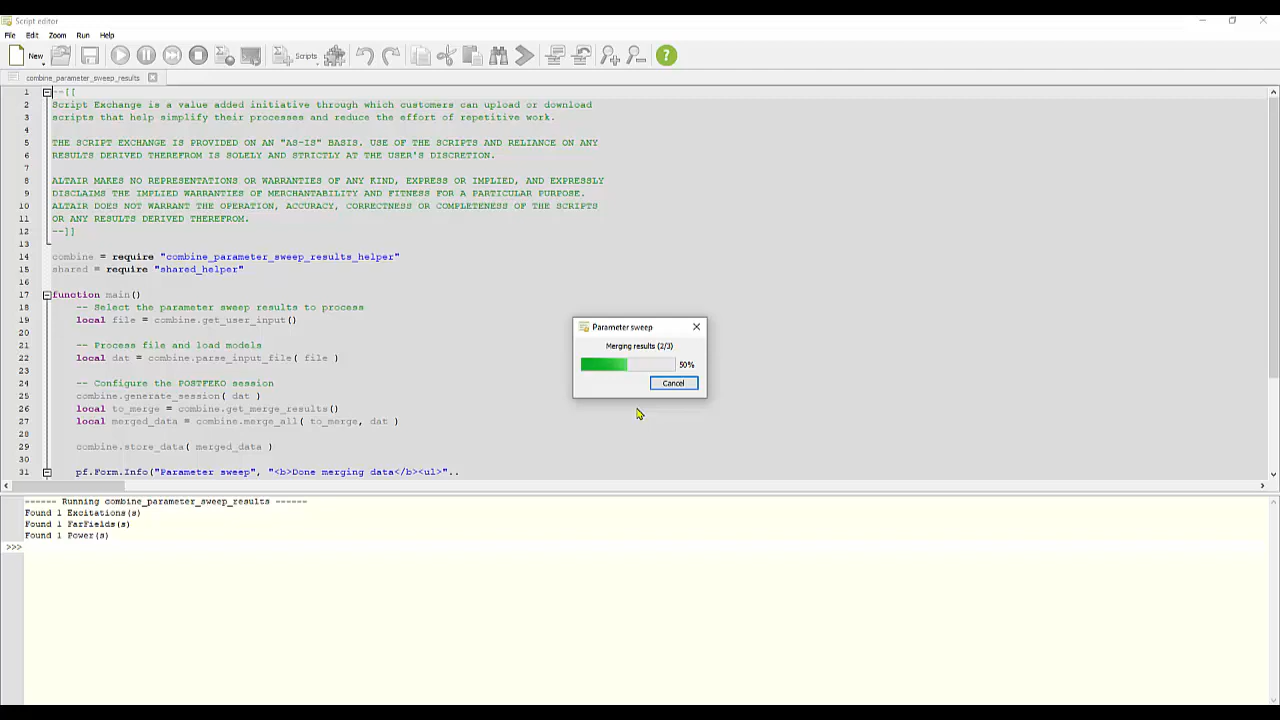 Script editor
File Edit Zoom Run Help
New Scripts
combine_parameter_sweep_results
1 --[[
2 Script Exchange is a value added initiative through which customers can upload or download
3 scripts that help simplify their processes and reduce the effort of repetitive work.
4
5 THE SCRIPT EXCHANGE IS PROVIDED ON AN "AS-IS" BASIS. USE OF THE SCRIPTS AND RELIANCE ON ANY
6 RESULTS DERIVED THEREFROM IS SOLELY AND STRICTLY AT THE USER'S DISCRETION.
7
8 ALTAIR MAKES NO REPRESENTATIONS OR WARRANTIES OF ANY KIND, EXPRESS OR IMPLIED, AND EXPRESSLY
9 DISCLAIMS THE IMPLIED WARRANTIES OF MERCHANTABILITY AND FITNESS FOR A PARTICULAR PURPOSE.
10 ALTAIR DOES NOT WARRANT THE OPERATION, ACCURACY, CORRECTNESS OR COMPLETENESS OF THE SCRIPTS
11 OR ANY RESULTS DERIVED THEREFROM.
12 --]]
13
14 combine = require "combine_parameter_sweep_results_helper"
15 shared = require "shared_helper"
16
17 function main()
18 -- Select the parameter sweep results to process
19 local file = combine.get_user_input()
20
21 -- Process file and load models
22 local dat = combine.parse_input_file( file )
23
24 -- Configure the POSTFEKO session
25 combine.generate_session( dat )
26 local to_merge = combine.get_merge_results()
27 local merged_data = combine.merge_all( to_merge, dat )
28
29 combine.store_data( merged_data )
30
31 pf.Form.Info("Parameter sweep", "<b>Done merging data</b><ul>"..
Parameter sweep
Merging results (2/3)
50%
Cancel
------ Running combine_parameter_sweep_results ------
Found 1 Excitations(s)
Found 1 FarFields(s)
Found 1 Power(s)
>>>